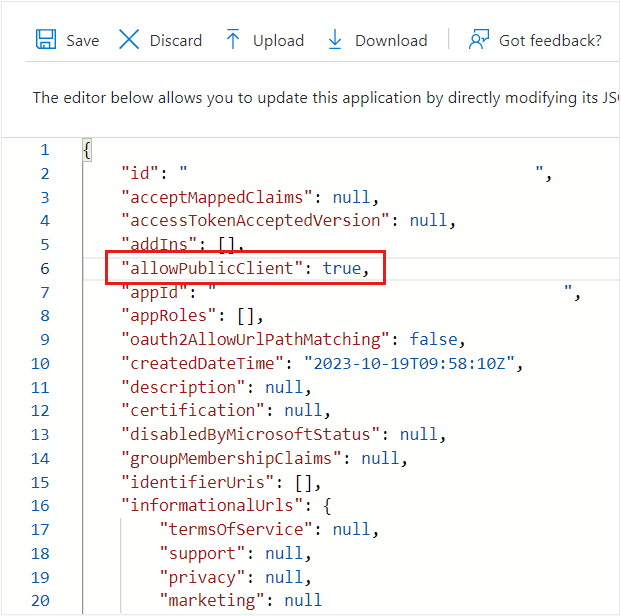 Save Discard Upload Download Got feedback?
The editor below allows you to update this application by directly modifying its JSO
1 {
2 "id": " ",
3 "acceptMappedClaims": null,
4 "accessTokenAcceptedVersion": null,
5 "addIns": [],
6 "allowPublicClient": true,
7 "appId": " ",
8 "appRoles": [],
9 "oauth2AllowUrlPathMatching": false,
10 "createdDateTime": "2023-10-19T09:58:10Z",
11 "description": null,
12 "certification": null,
13 "disabledByMicrosoftStatus": null,
14 "groupMembershipClaims": null,
15 "identifierUris": [],
16 "informationalUrls": {
17 "termsOfService": null,
18 "support": null,
19 "privacy": null,
20 "marketing": null